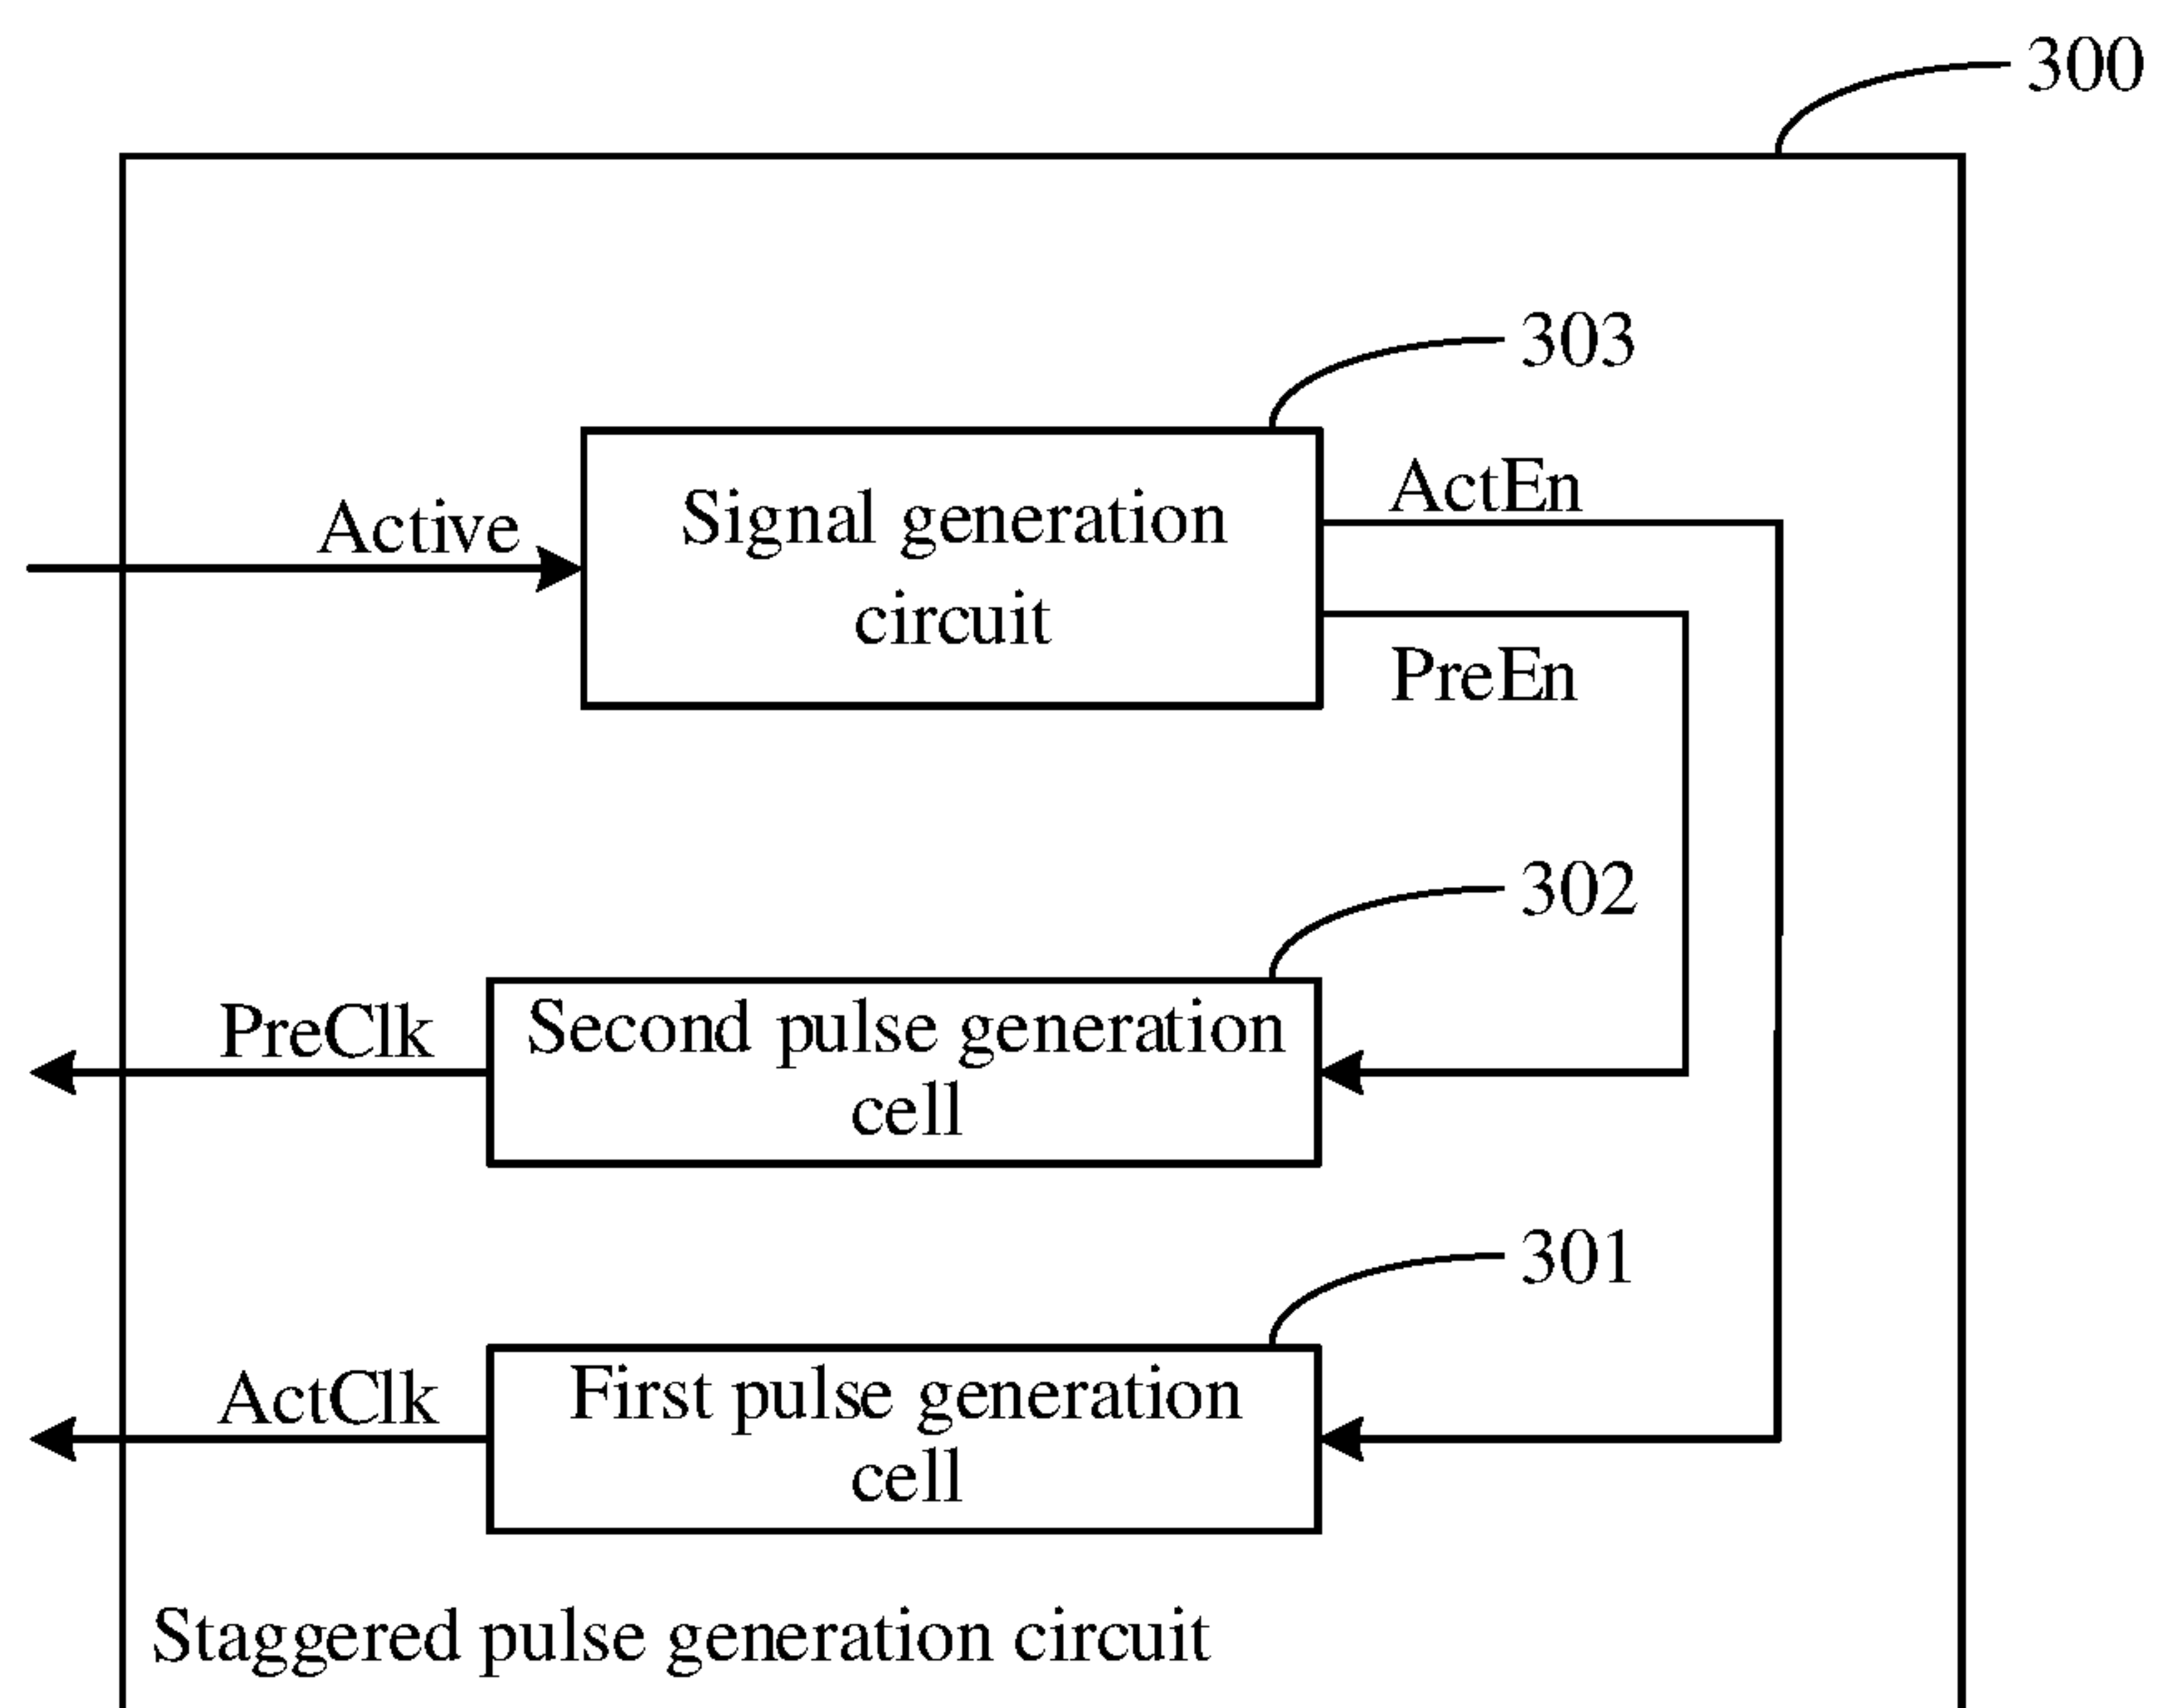 300
303
ActEn
Active
Signal generation
circuit
PreEn
302
PreClk
Second pulse generation
cell
301
ActClk
First pulse generation
cell
Staggered pulse generation circuit